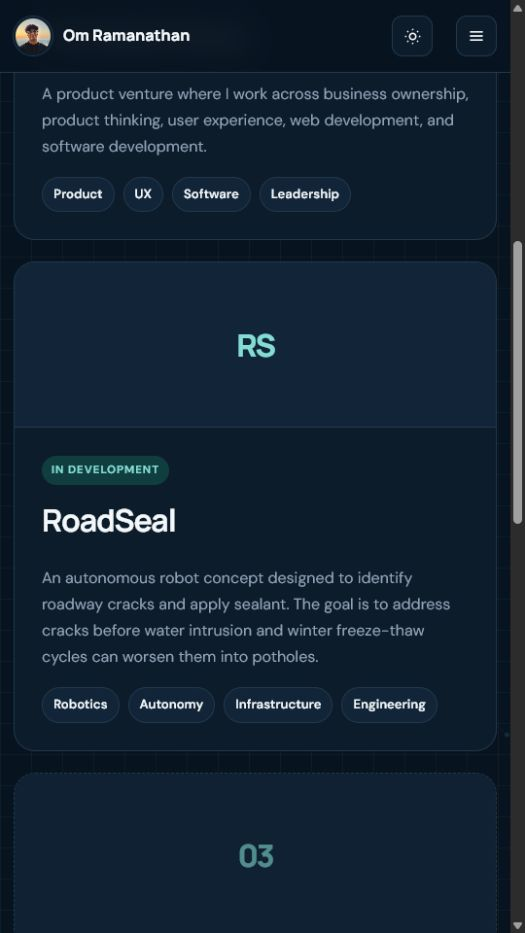 Om Ramanathan
A product venture where I work across business ownership,
product thinking, user experience, web development, and
software development.
Product UX Software Leadership
RS
IN DEVELOPMENT
RoadSeal
An autonomous robot concept designed to identify
roadway cracks and apply sealant. The goal is to address
cracks before water intrusion and winter freeze-thaw
cycles can worsen them into potholes.
Robotics Autonomy Infrastructure Engineering
03